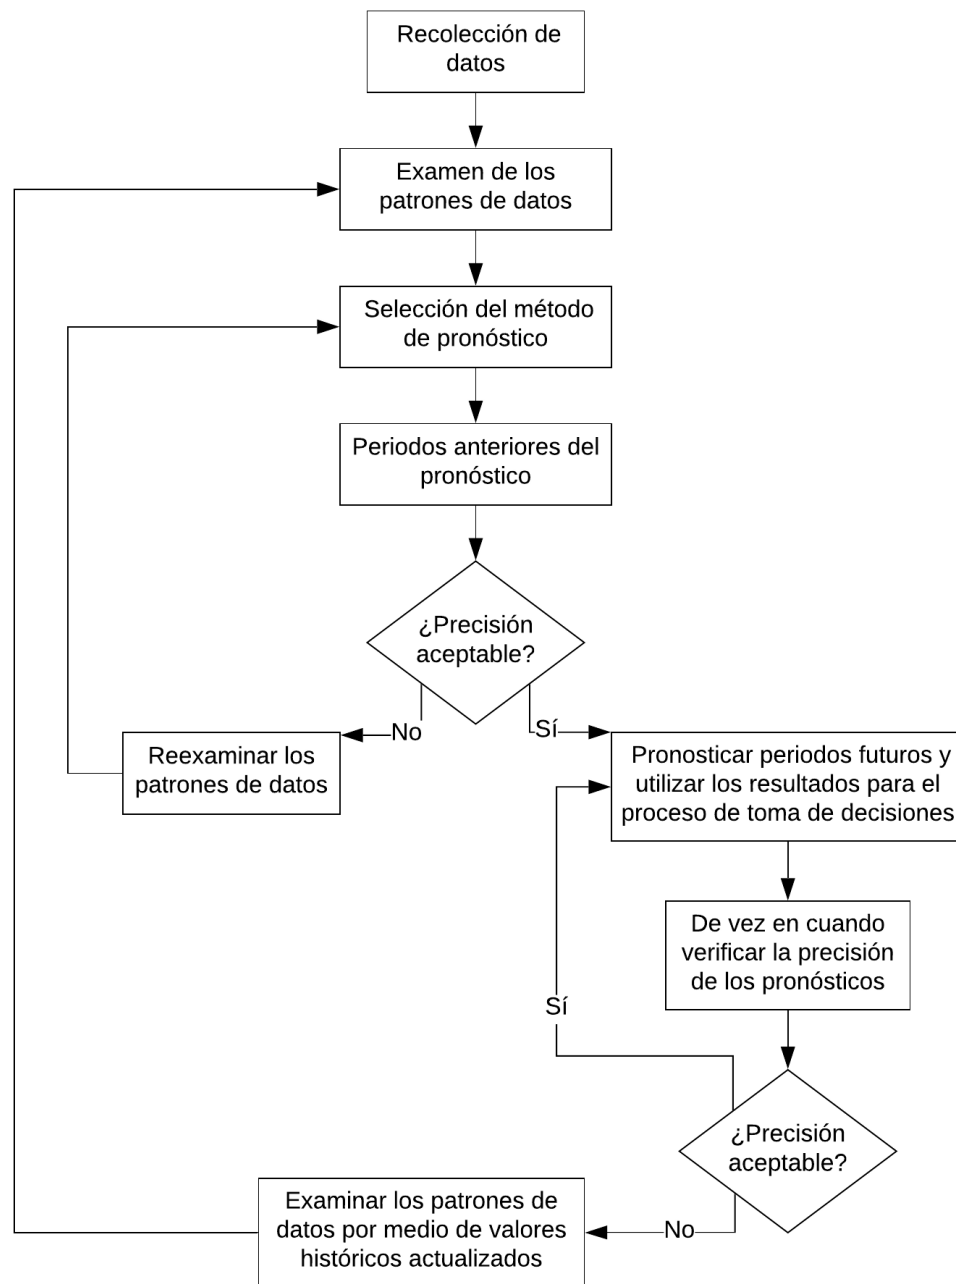 Recolección de
datos
Examen de los
patrones de datos
Selección del método
de pronóstico
Periodos anteriores del
pronóstico
¿Precisión
aceptable?
No
Sí
Reexaminar los
patrones de datos
Pronosticar periodos futuros y
utilizar los resultados para el
proceso de toma de decisiones
De vez en cuando
verificar la precisión
de los pronósticos
Sí
¿Precisión
aceptable?
No
Examinar los patrones de
datos por medio de valores
históricos actualizados